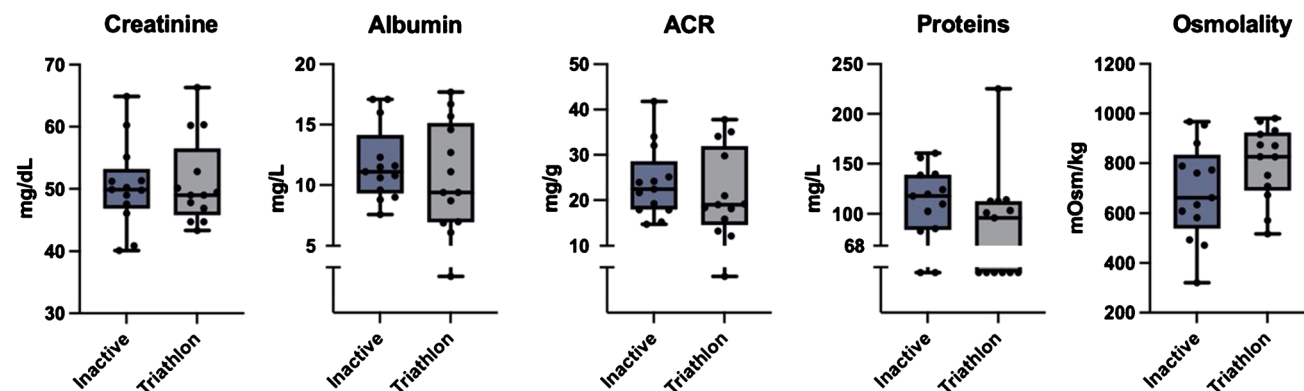 Creatinine
Albumin
ACR
Proteins
Osmolality
mg/dL
70
60
50
40
30
Inactive
Triathlon
mg/L
20
15
10
5
Inactive
Triathlon
mg/g
50
40
30
20
10
Inactive
Triathlon
mg/L
250
200
150
100
68
Inactive
Triathlon
mOsm/kg
1200
1000
800
600
400
200
Inactive
Triathlon